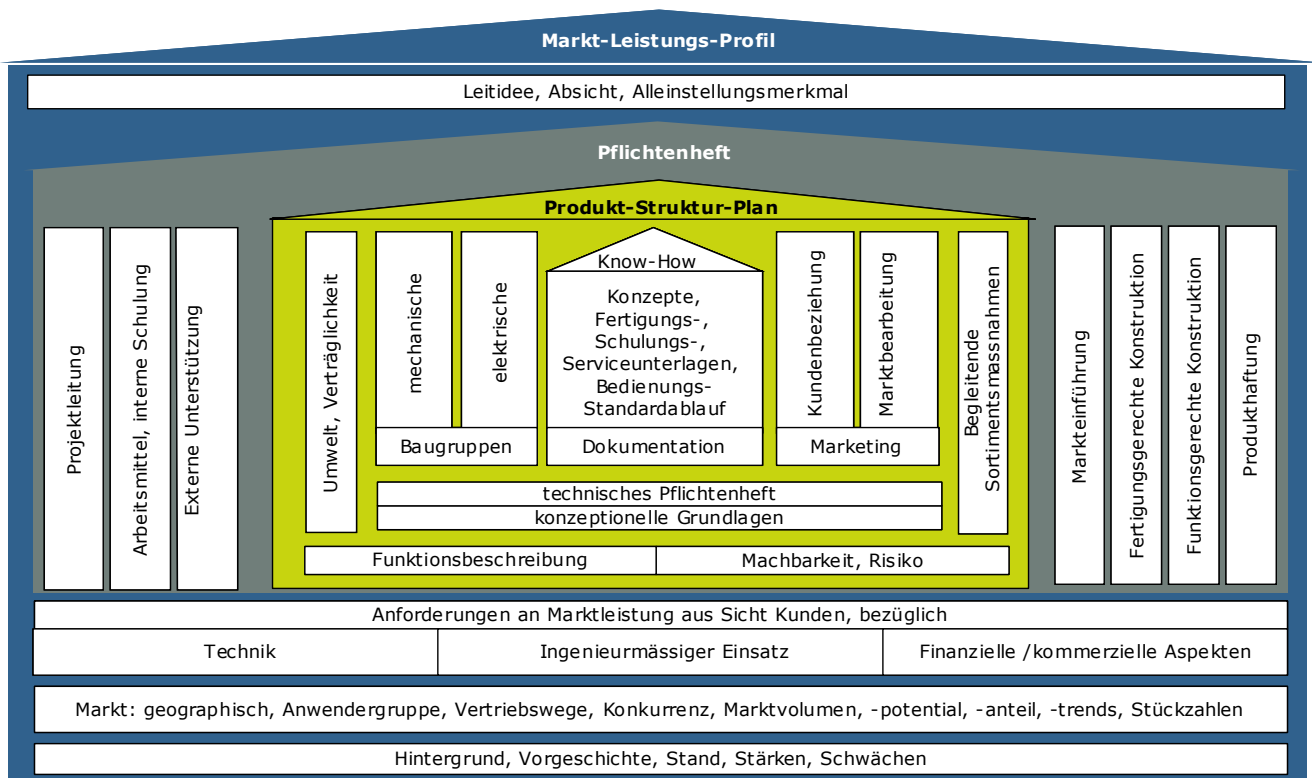 Markt-Leistungs-Profil
Leitidee, Absicht, Alleinstellungsmerkmal
Pflichtenheft
Produkt-Struktur-Plan
Projektleitung
Arbeitsmittel, interne Schulung
Externe Unterstützung
Umwelt, Verträglichkeit
mechanische
elektrische
Baugruppen
Know-How
Konzepte,
Fertigungs-,
Schulungs-,
Serviceunterlagen,
Bedienungs-
Standardablauf
Dokumentation
Kundenbeziehung
Marktbearbeitung
Marketing
Begleitende
Sortimentsmassnahmen
technisches Pflichtenheft
konzeptionelle Grundlagen
Funktionsbeschreibung
Machbarkeit, Risiko
Markteinführung
Fertigungsgerechte Konstruktion
Funktionsgerechte Konstruktion
Produkthaftung
Anforderungen an Marktleistung aus Sicht Kunden, bezüglich
Technik
Ingenieurmässiger Einsatz
Finanzielle /kommerzielle Aspekten
Markt: geographisch, Anwendergruppe, Vertriebswege, Konkurrenz, Marktvolumen, -potential, -anteil, -trends, Stückzahlen
Hintergrund, Vorgeschichte, Stand, Stärken, Schwächen